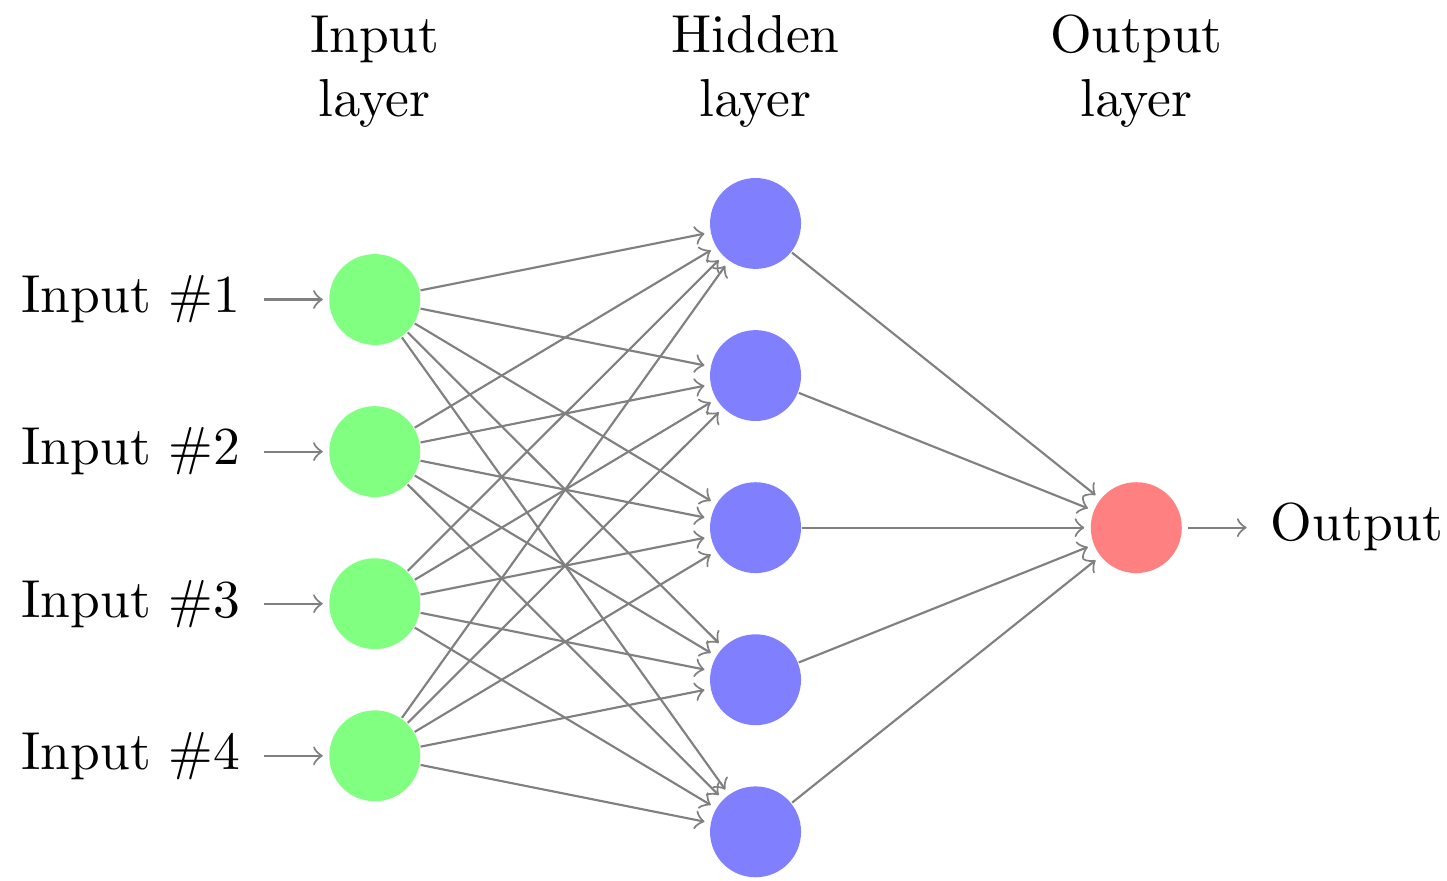 Input
layer
Hidden
layer
Output
layer
Input #1
Input #2
Input #3
Input #4
Output